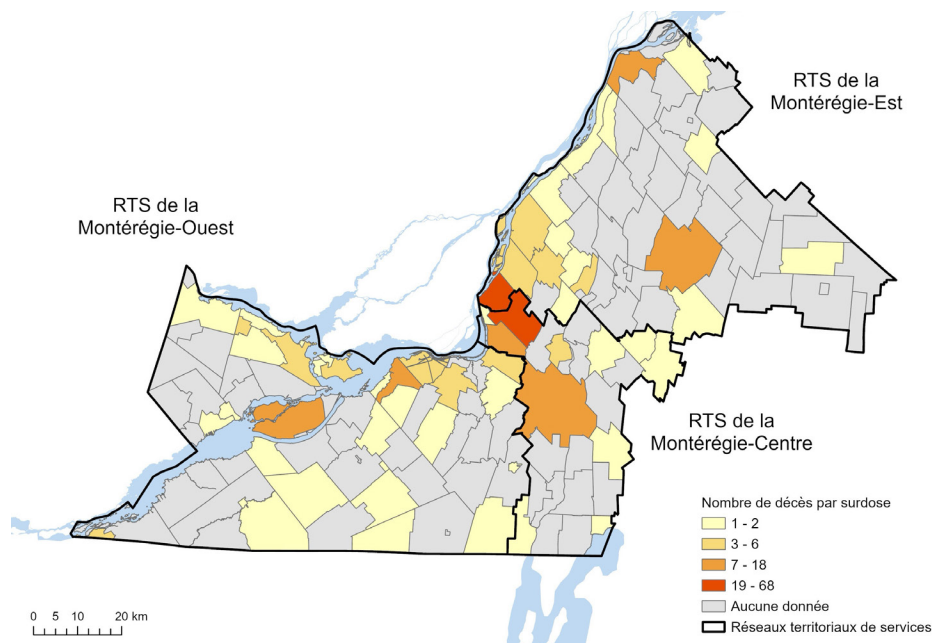 RTS de la
Montérégie-Est
RTS de la
Montérégie-Ouest
RTS de la
Montérégie-Centre
Nombre de décès par surdose
1 - 2
3 - 6
7 - 18
19 - 68
Aucune donnée
Réseaux territoriaux de services
0 5 10 20 km